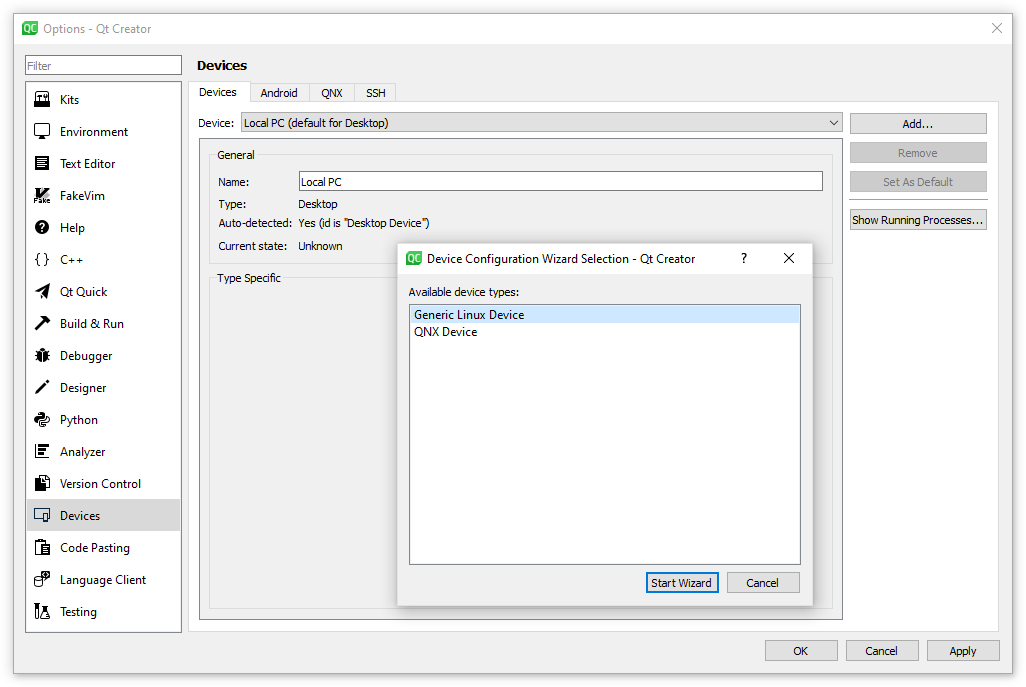 QC Options - Qt Creator
Filter
Kits
Environment
Text Editor
FakeVim
Help
C++
Qt Quick
Build & Run
Debugger
Designer
Python
Analyzer
Version Control
Devices
Code Pasting
Language Client
Testing
Devices
Devices Android QNX SSH
Device: Local PC (default for Desktop)
Add...
Remove
Set As Default
Show Running Processes...
General
Name: Local PC
Type: Desktop
Auto-detected: Yes (id is "Desktop Device")
Current state: Unknown
Type Specific
QC Device Configuration Wizard Selection - Qt Creator ?
Available device types:
Generic Linux Device
QNX Device
Start Wizard Cancel
OK Cancel Apply